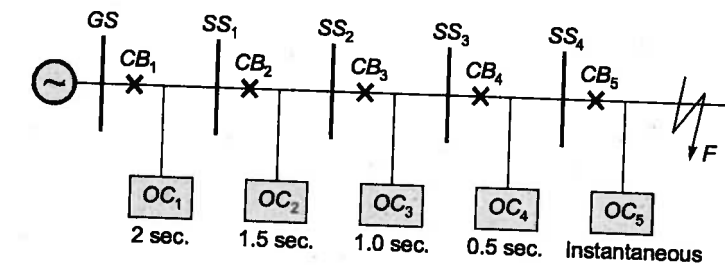 GS
SS₁
SS₂
SS₃
SS₄
CB₁
CB₂
CB₃
CB₄
CB₅
~
F
OC₁
OC₂
OC₃
OC₄
OC₅
2 sec.
1.5 sec.
1.0 sec.
0.5 sec.
Instantaneous